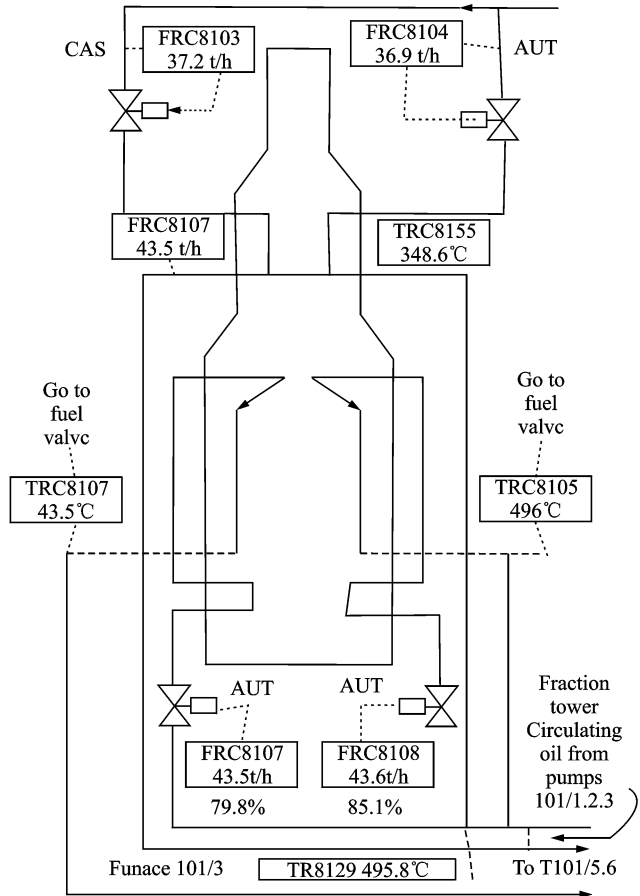 CAS
FRC8103
37.2 t/h
FRC8104
36.9 t/h
AUT
FRC8107
43.5 t/h
TRC8155
348.6℃
Go to
fuel
valvc
Go to
fuel
valvc
TRC8107
43.5℃
TRC8105
496℃
AUT
AUT
FRC8107
43.5t/h
79.8%
FRC8108
43.6t/h
85.1%
Fraction
tower
Circulating
oil from
pumps
101/1.2.3
Funace 101/3
TR8129 495.8℃
To T101/5.6